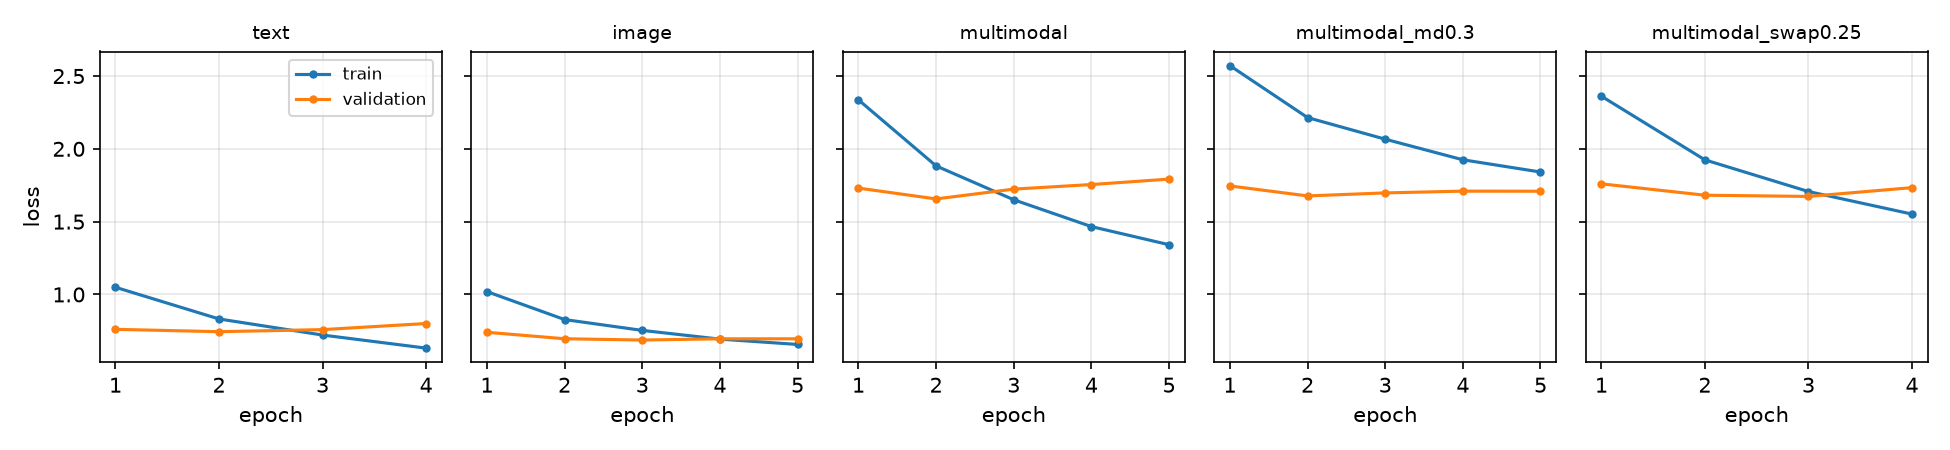 text
image
multimodal
multimodal_md0.3
multimodal_swap0.25
train
validation
loss
2.5
2.0
1.5
1.0
1 2 3 4
1 2 3 4 5
1 2 3 4 5
1 2 3 4 5
1 2 3 4
epoch
epoch
epoch
epoch
epoch